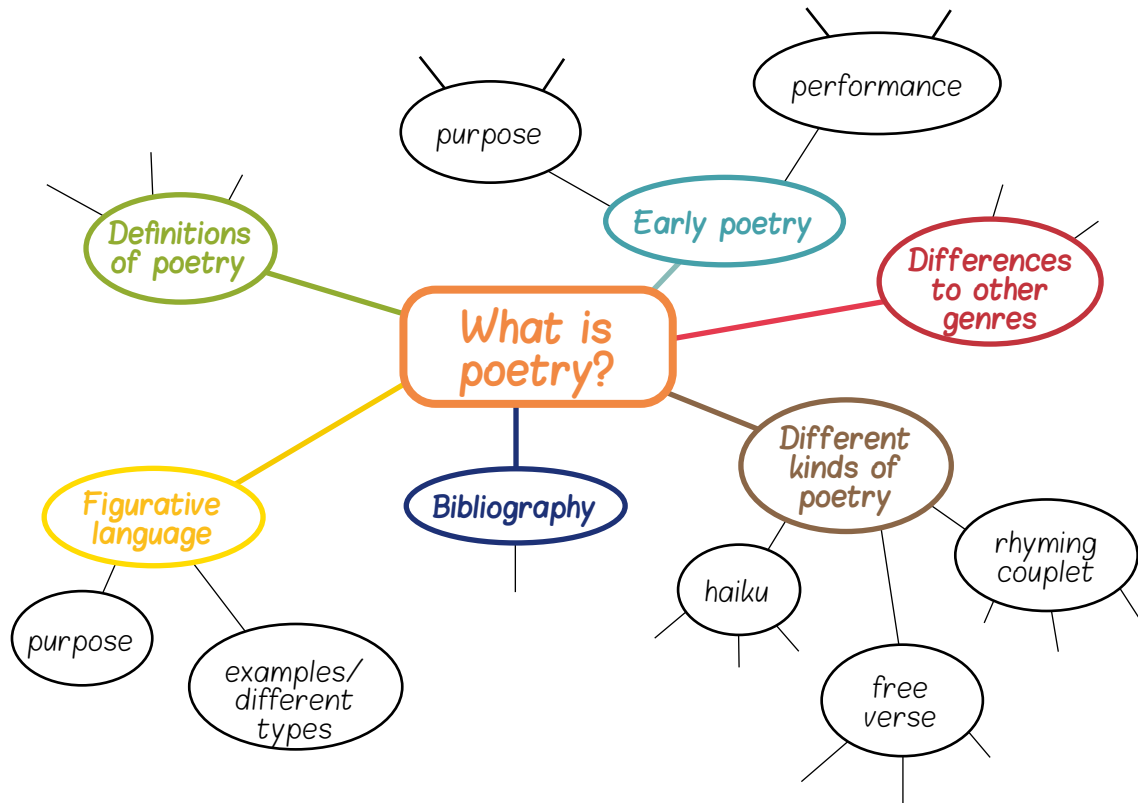 performance
purpose
Early poetry
Definitions
of poetry
Differences
to other
genres
What is
poetry?
Different
kinds of
poetry
Figurative
language
Bibliography
rhyming
couplet
haiku
purpose
examples/
different
types
free
verse